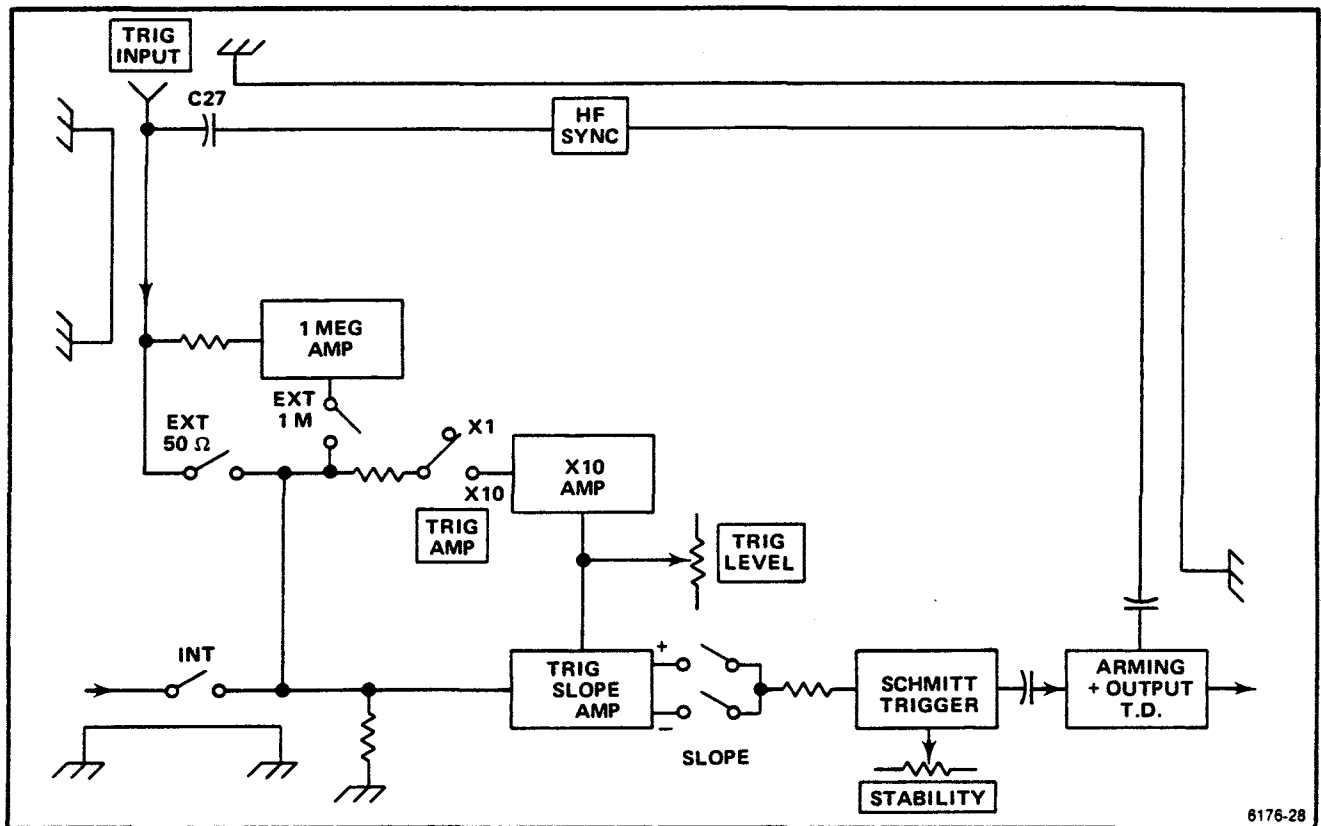 TRIG
INPUT
C27
HF
SYNC
1 MEG
AMP
EXT
1 M
EXT
50 Ω
X1
X10
X10
AMP
TRIG
AMP
TRIG
LEVEL
INT
TRIG
SLOPE
AMP
+
−
SLOPE
SCHMITT
TRIGGER
STABILITY
ARMING
+ OUTPUT
T.D.
6176-28